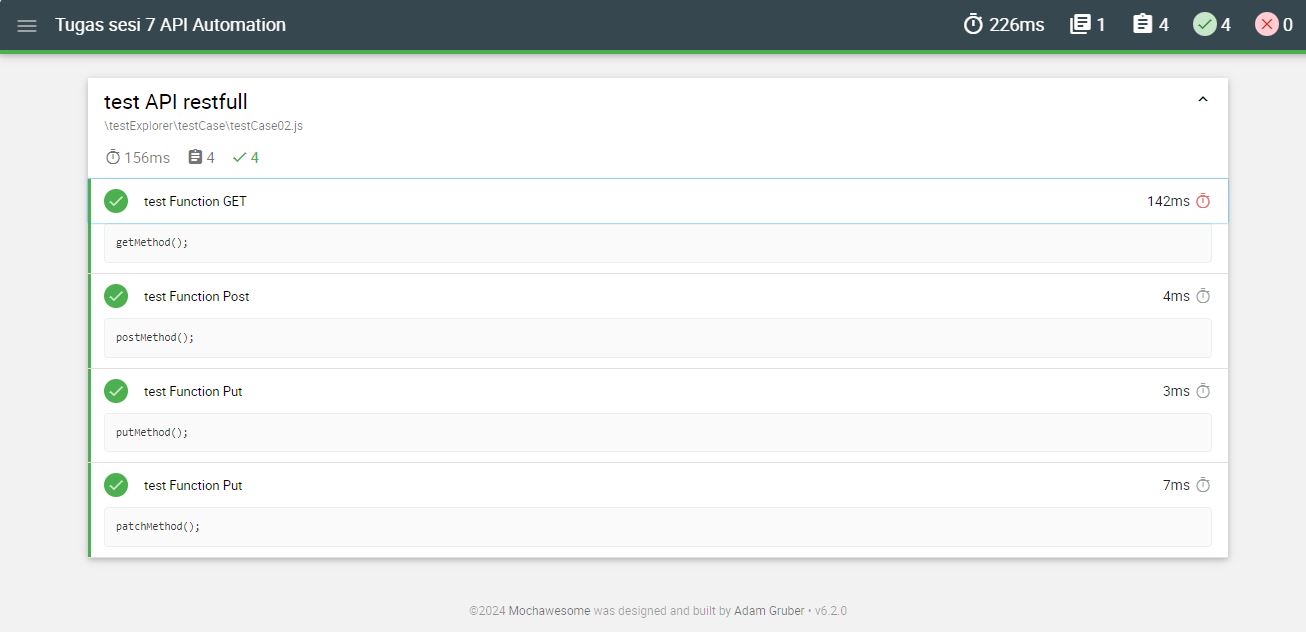 Tugas sesi 7 API Automation 226ms 1 4 4 0
test API restfull
\testExplorer\testCase\testCase02.js
156ms 4 4
test Function GET 142ms
getMethod();
test Function Post 4ms
postMethod();
test Function Put 3ms
putMethod();
test Function Put 7ms
patchMethod();
©2024 Mochawesome was designed and built by Adam Gruber • v6.2.0